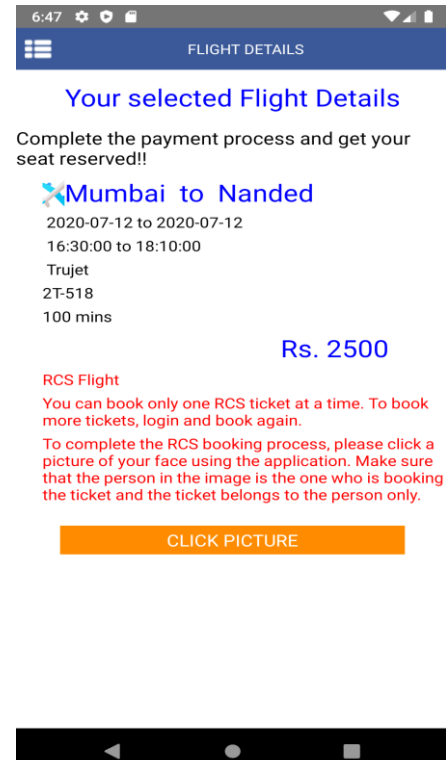 6:47
FLIGHT DETAILS
Your selected Flight Details
Complete the payment process and get your
seat reserved!!
Mumbai to Nanded
2020-07-12 to 2020-07-12
16:30:00 to 18:10:00
Trujet
2T-518
100 mins
Rs. 2500
RCS Flight
You can book only one RCS ticket at a time. To book
more tickets, login and book again.
To complete the RCS booking process, please click a
picture of your face using the application. Make sure
that the person in the image is the one who is booking
the ticket and the ticket belongs to the person only.
CLICK PICTURE